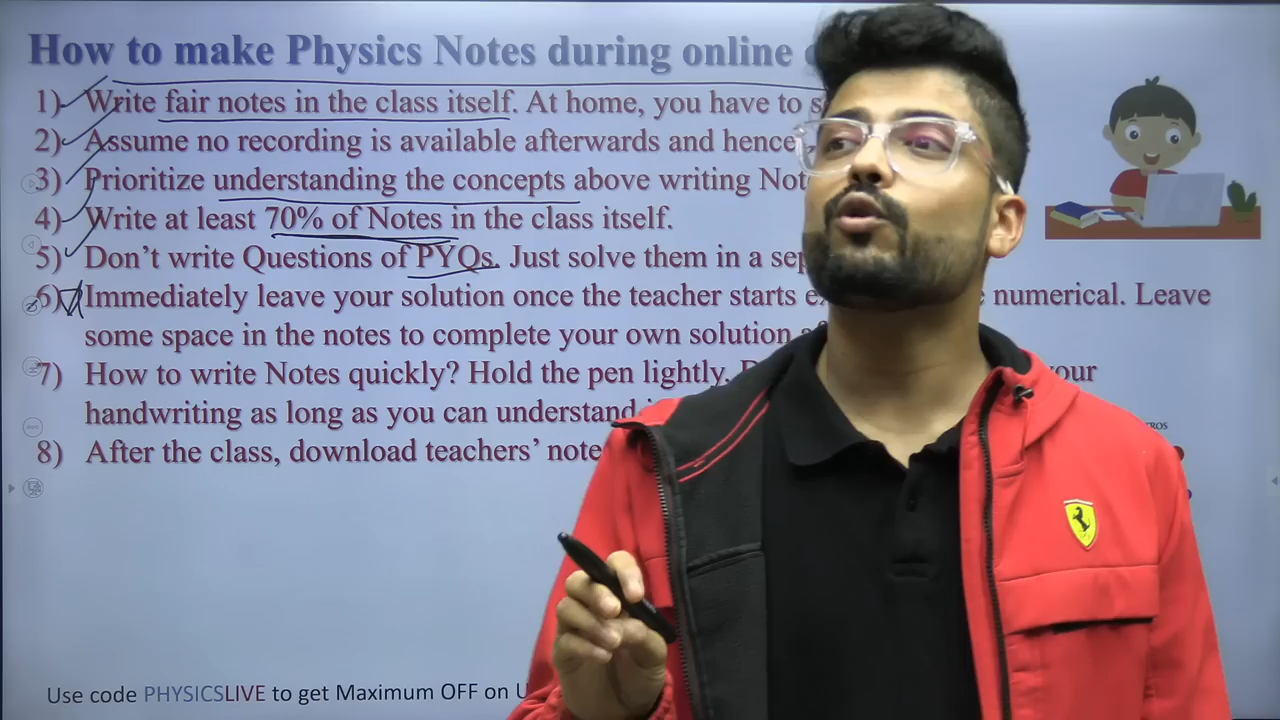 How to make Physics Notes during online
1) Write fair notes in the class itself. At home, you have to
2) Assume no recording is available afterwards and hence
3) Prioritize understanding the concepts above writing
4) Write at least 70% of Notes in the class itself.
5) Don’t write Questions of PYQs. Just solve them in a
6) Immediately leave your solution once the teacher starts numerical. Leave
some space in the notes to complete your own solution
7) How to write Notes quickly? Hold the pen lightly.
handwriting as long as you can understand
8) After the class, download teachers’
Use code PHYSICSLIVE to get Maximum OFF on